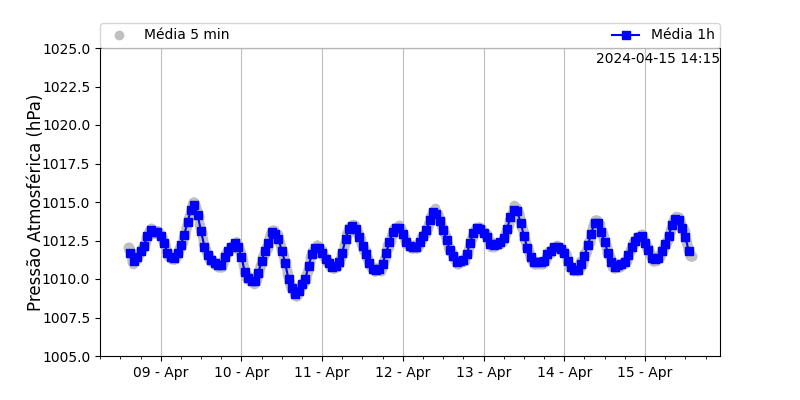 Média 5 min
Média 1h
2024-04-15 14:15
Pressão Atmosférica (hPa)
1025.0
1022.5
1020.0
1017.5
1015.0
1012.5
1010.0
1007.5
1005.0
09 - Apr
10 - Apr
11 - Apr
12 - Apr
13 - Apr
14 - Apr
15 - Apr